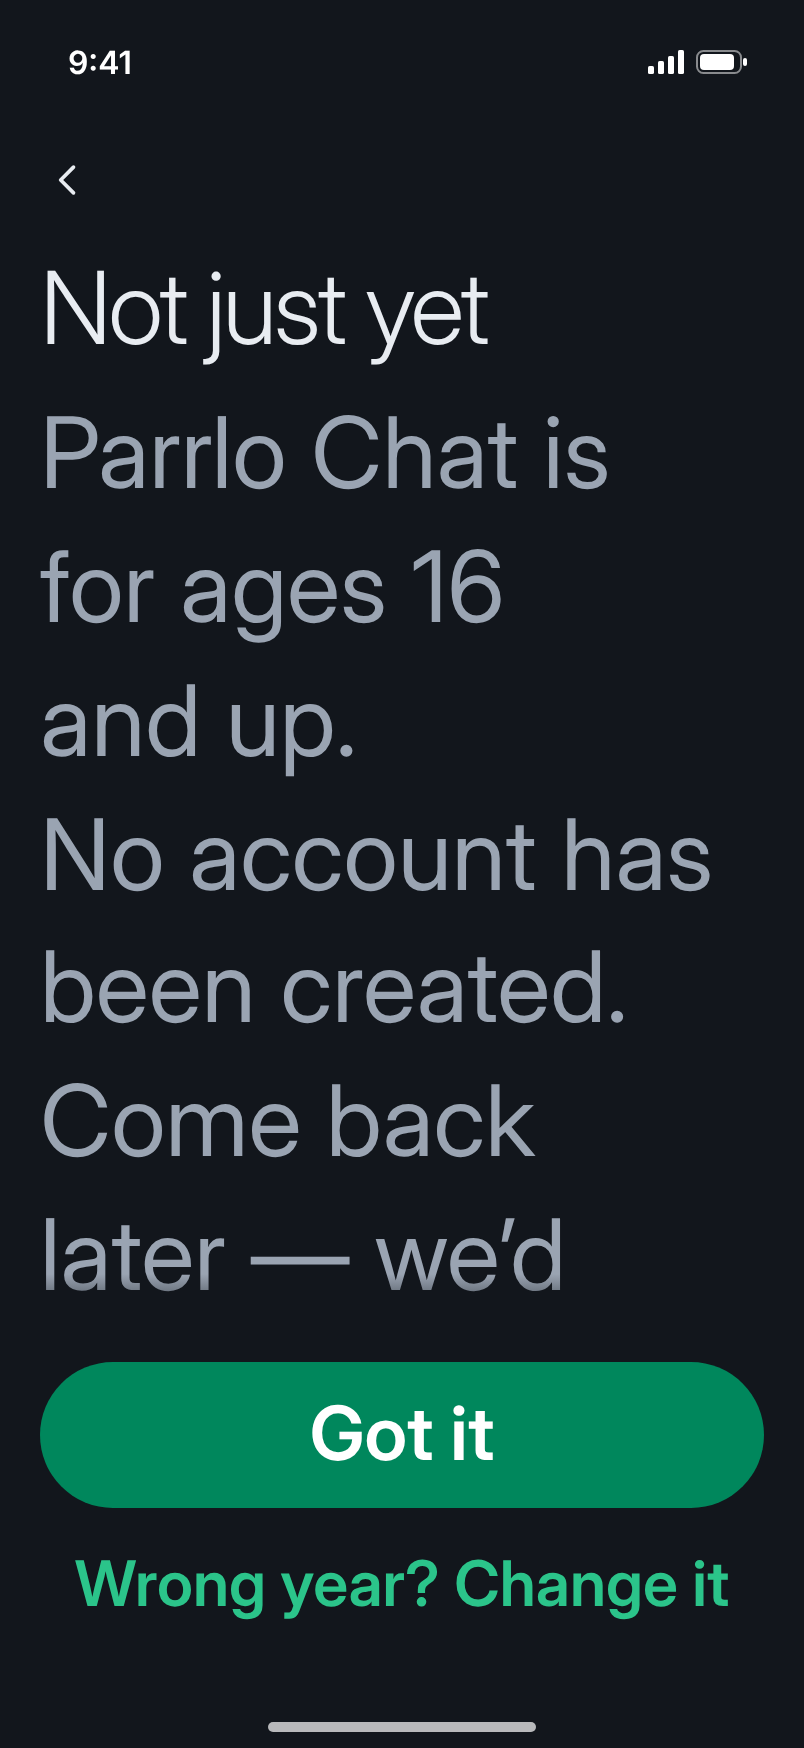 9:41
Not just yet
Parrlo Chat is
for ages 16
and up.
No account has
been created.
Come back
later — we’d
Got it
Wrong year? Change it